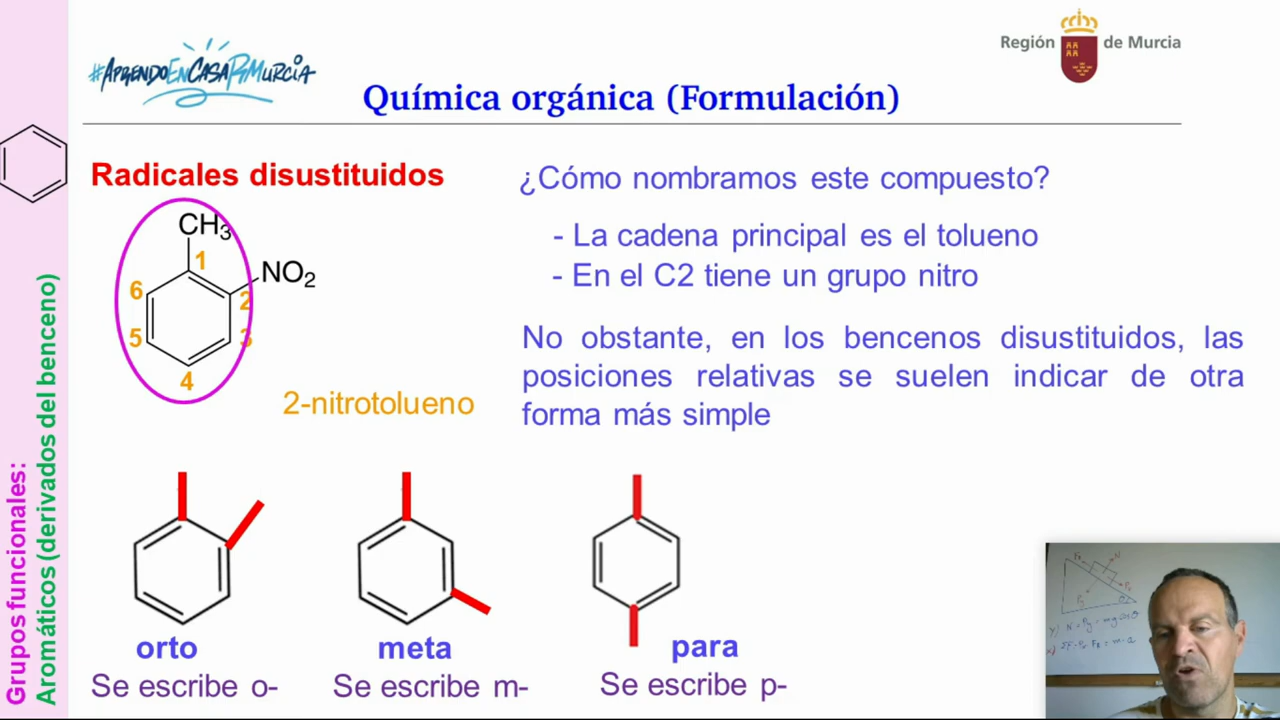 #APRENDOENCASARMURCIA
Región de Murcia
Química orgánica (Formulación)
Radicales disustituidos
¿Cómo nombramos este compuesto?
CH3
1
NO2
6
2
5
3
4
- La cadena principal es el tolueno
- En el C2 tiene un grupo nitro
No obstante, en los bencenos disustituidos, las
posiciones relativas se suelen indicar de otra
forma más simple
2-nitrotolueno
orto
meta
para
Se escribe o-
Se escribe m-
Se escribe p-
Grupos funcionales:
Aromáticos (derivados del benceno)